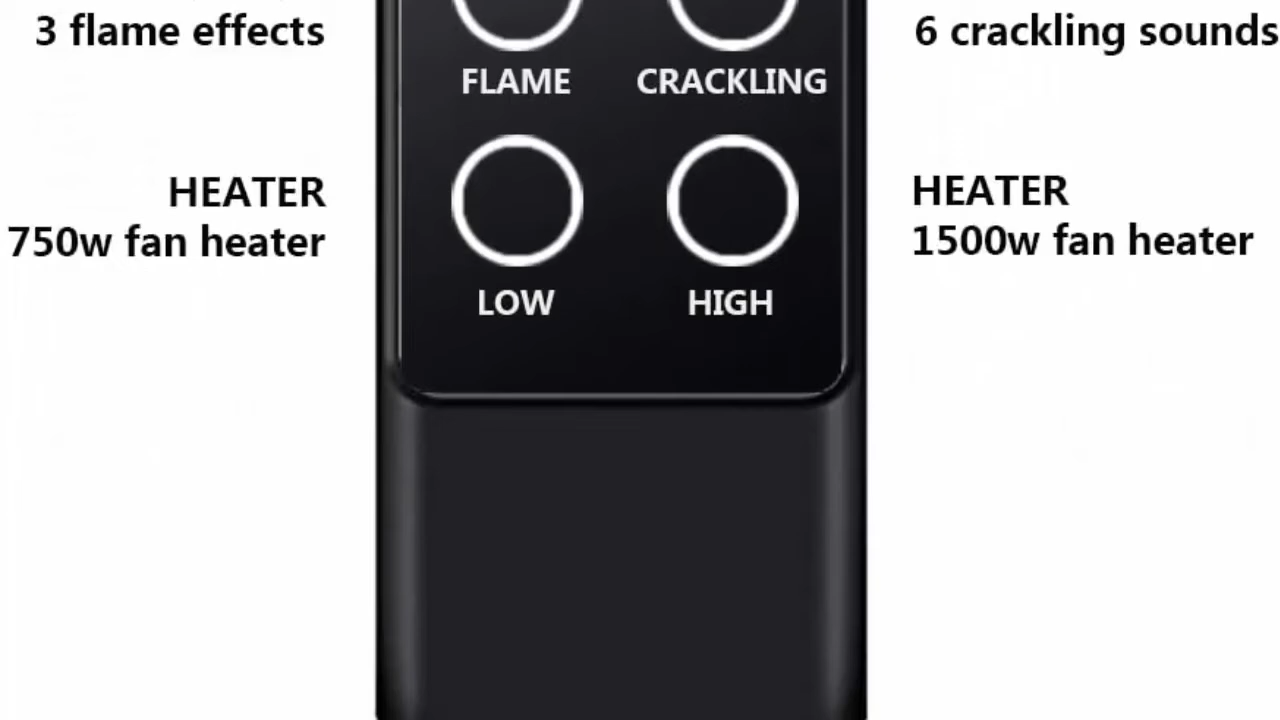 3 flame effects
6 crackling sounds
FLAME
CRACKLING
HEATER
750w fan heater
HEATER
1500w fan heater
LOW
HIGH